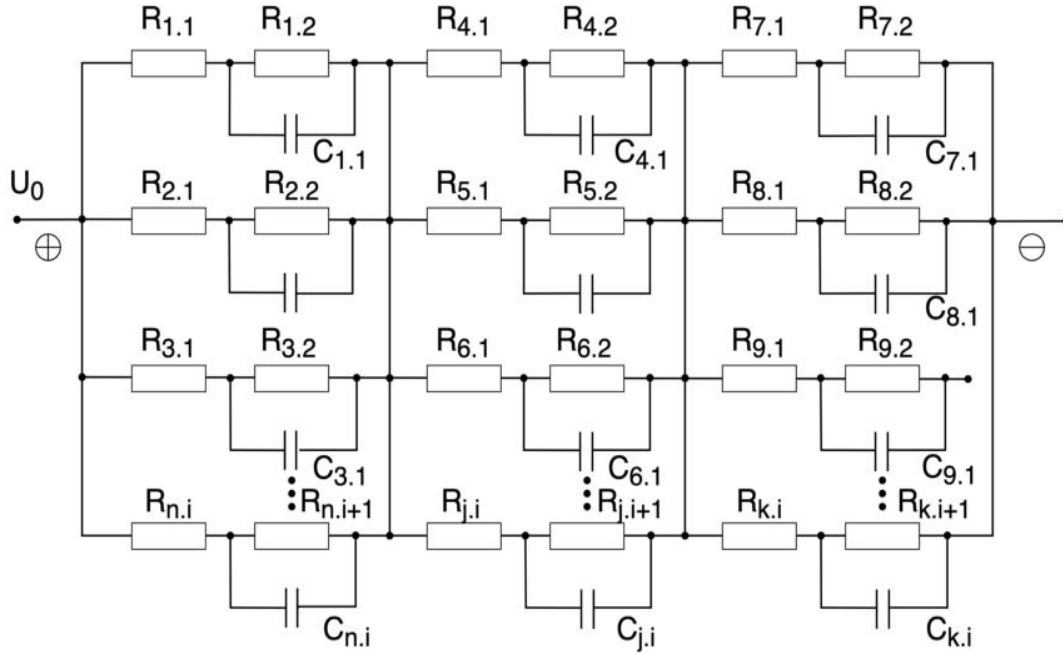 R1.1 R1.2 R4.1 R4.2 R7.1 R7.2
C1.1 C4.1 C7.1
U0 R2.1 R2.2 R5.1 R5.2 R8.1 R8.2
⊕ ⊖
C8.1
R3.1 R3.2 R6.1 R6.2 R9.1 R9.2
C3.1 C6.1 C9.1
Rn.i Rn.i+1 Rj.i Rj.i+1 Rk.i Rk.i+1
Cn.i Cj.i Ck.i